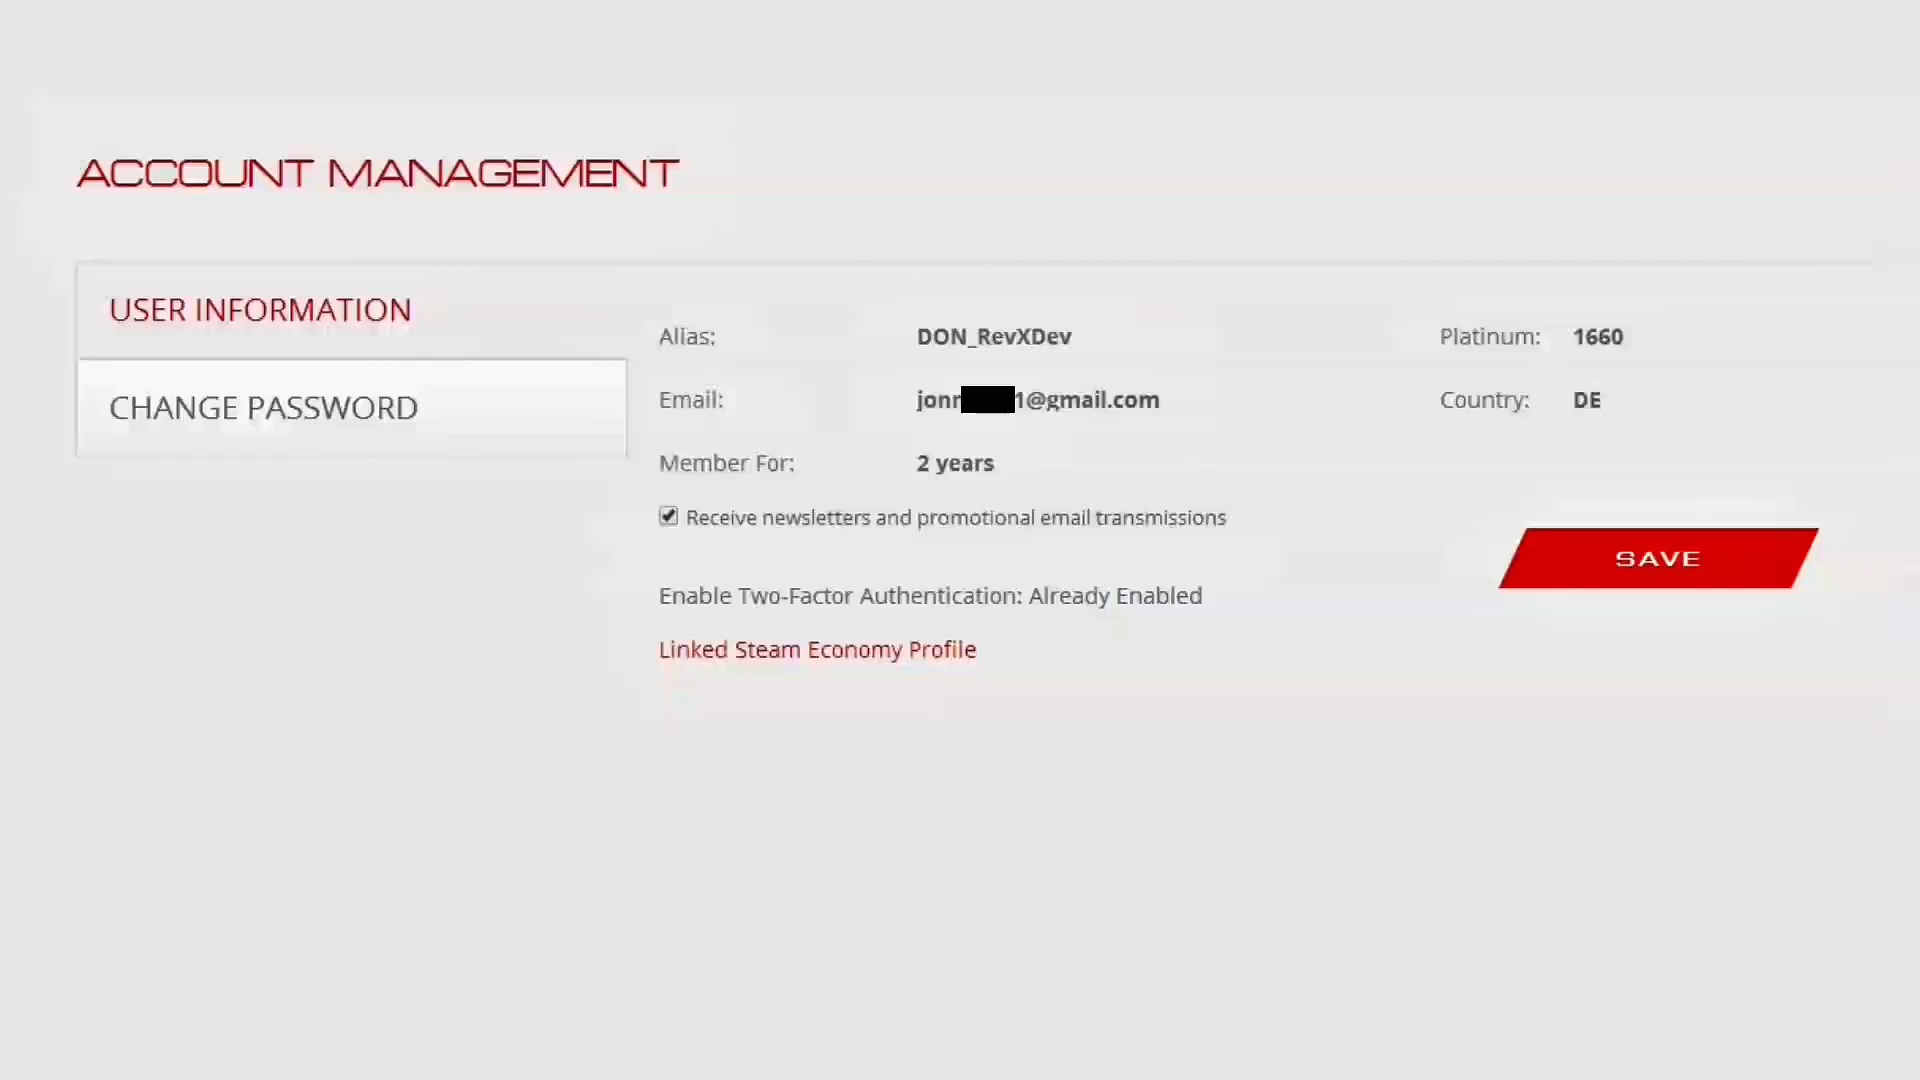 ACCOUNT MANAGEMENT
USER INFORMATION
CHANGE PASSWORD
Alias: DON_RevXDev Platinum: 1660
Email: jonr 1@gmail.com Country: DE
Member For: 2 years
Receive newsletters and promotional email transmissions
SAVE
Enable Two-Factor Authentication: Already Enabled
Linked Steam Economy Profile